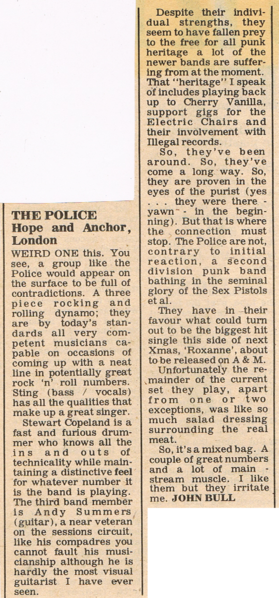 THE POLICE
Hope and Anchor,
London
WEIRD ONE this. You
see, a group like the
Police would appear on
the surface to be full of
contradictions. A three
piece rocking and
rolling dynamo; they
are by today's stan-
dards all very com-
petent musicians ca-
pable on occasions of
coming up with a neat
line in potentially great
rock 'n' roll numbers.
Sting (bass / vocals)
has all the qualities that
make up a great singer.
Stewart Copeland is a
fast and furious drum-
mer who knows all the
ins and outs of
technicality while main-
taining a distinctive feel
for whatever number it
is the band is playing.
The third band member
is Andy Summers
(guitar), a near veteran
on the sessions circuit,
like his compadres you
cannot fault his musi-
cianship although he is
hardly the most visual
guitarist I have ever
seen.
Despite their indivi-
dual strengths, they
seem to have fallen prey
to the free for all punk
heritage a lot of the
newer bands are suffer-
ing from at the moment.
That "heritage" I speak
of includes playing back
up to Cherry Vanilla,
support gigs for the
Electric Chairs and
their involvement with
Illegal records.
So, they've been
around. So, they've
come a long way. So,
they are proven in the
eyes of the purist (yes
. . . they were there -
yawn - in the begin-
ning). But that is where
the connection must
stop. The Police are not,
contrary to initial
reaction, a second
division punk band
bathing in the seminal
glory of the Sex Pistols
et al.
They have in their
favour what could turn
out to be the biggest hit
single this side of next
Xmas, 'Roxanne', about
to be released on A & M.
Unfortunately the re-
mainder of the current
set they play, apart
from one or two
exceptions, was like so
much salad dressing
surrounding the real
meat.
So, it's a mixed bag. A
couple of great numbers
and a lot of main -
stream muscle. I like
them but they irritate
me. JOHN BULL